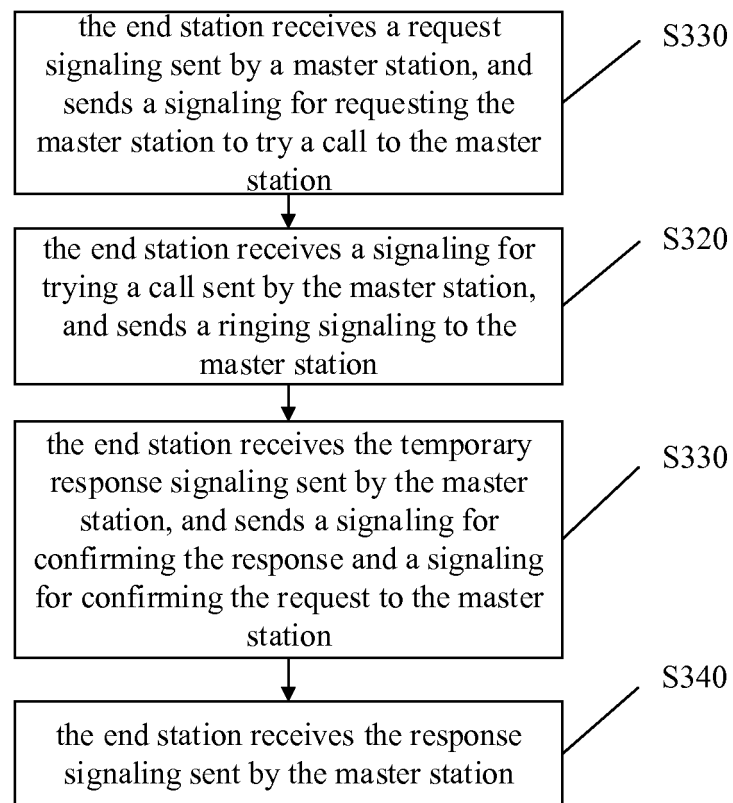 the end station receives a request
signaling sent by a master station, and
sends a signaling for requesting the
master station to try a call to the master
station
S330
the end station receives a signaling for
trying a call sent by the master station,
and sends a ringing signaling to the
master station
S320
the end station receives the temporary
response signaling sent by the master
station, and sends a signaling for
confirming the response and a signaling
for confirming the request to the master
station
S330
the end station receives the response
signaling sent by the master station
S340